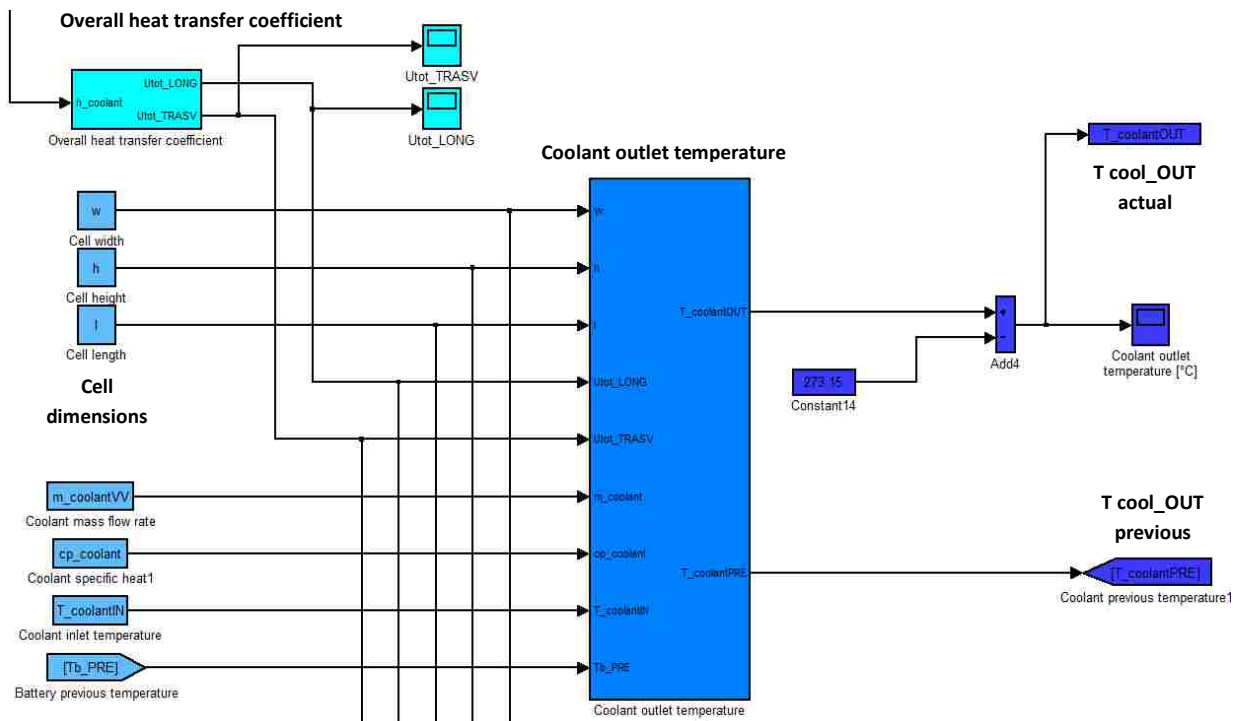 Overall heat transfer coefficient
Utot_LONG
h_coolant
Utot_TRASV
Overall heat transfer coefficient
Utot_TRASV
Utot_LONG
Coolant outlet temperature
T_coolantOUT
T cool_OUT
actual
w
Cell width
h
Cell height
l
Cell length
Cell
dimensions
w
h
l
Utot_LONG
Utot_TRASV
m_coolant
cp_coolant
T_coolantIN
Tb_PRE
T_coolantOUT
T_coolantPRE
Coolant outlet temperature
+
-
Add4
273.15
Constant14
Coolant outlet
temperature [°C]
m_coolantVV
Coolant mass flow rate
cp_coolant
Coolant specific heat1
T_coolantIN
Coolant inlet temperature
[Tb_PRE]
Battery previous temperature
T cool_OUT
previous
[T_coolantPRE]
Coolant previous temperature1